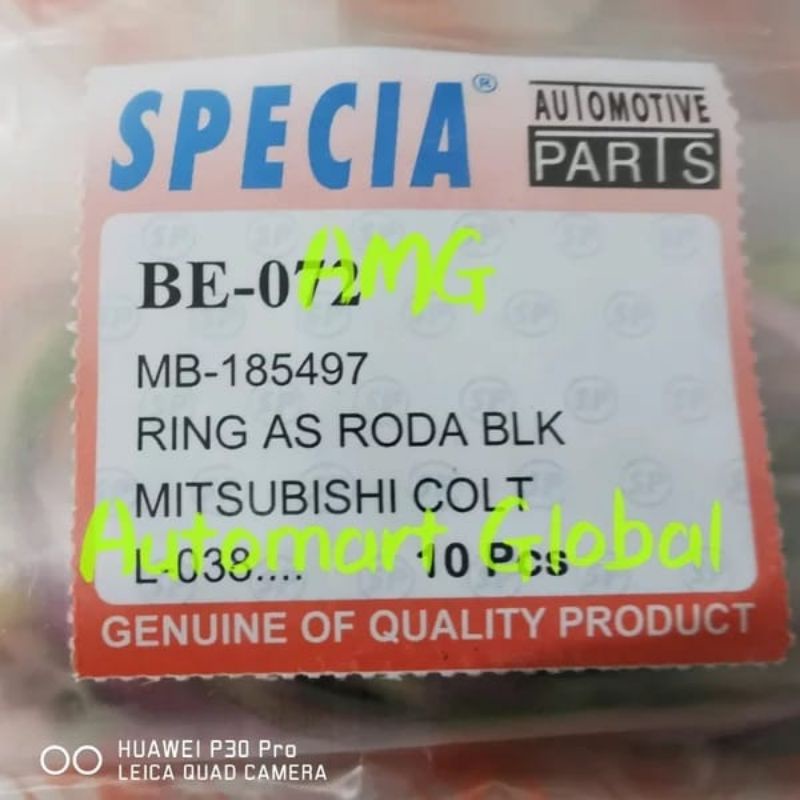 SPECIA®
AUTOMOTIVE
PARTS
BE-072
AMG
MB-185497
RING AS RODA BLK
MITSUBISHI COLT
Automart Global
L-038.... 10 Pcs
GENUINE OF QUALITY PRODUCT
HUAWEI P30 Pro
LEICA QUAD CAMERA